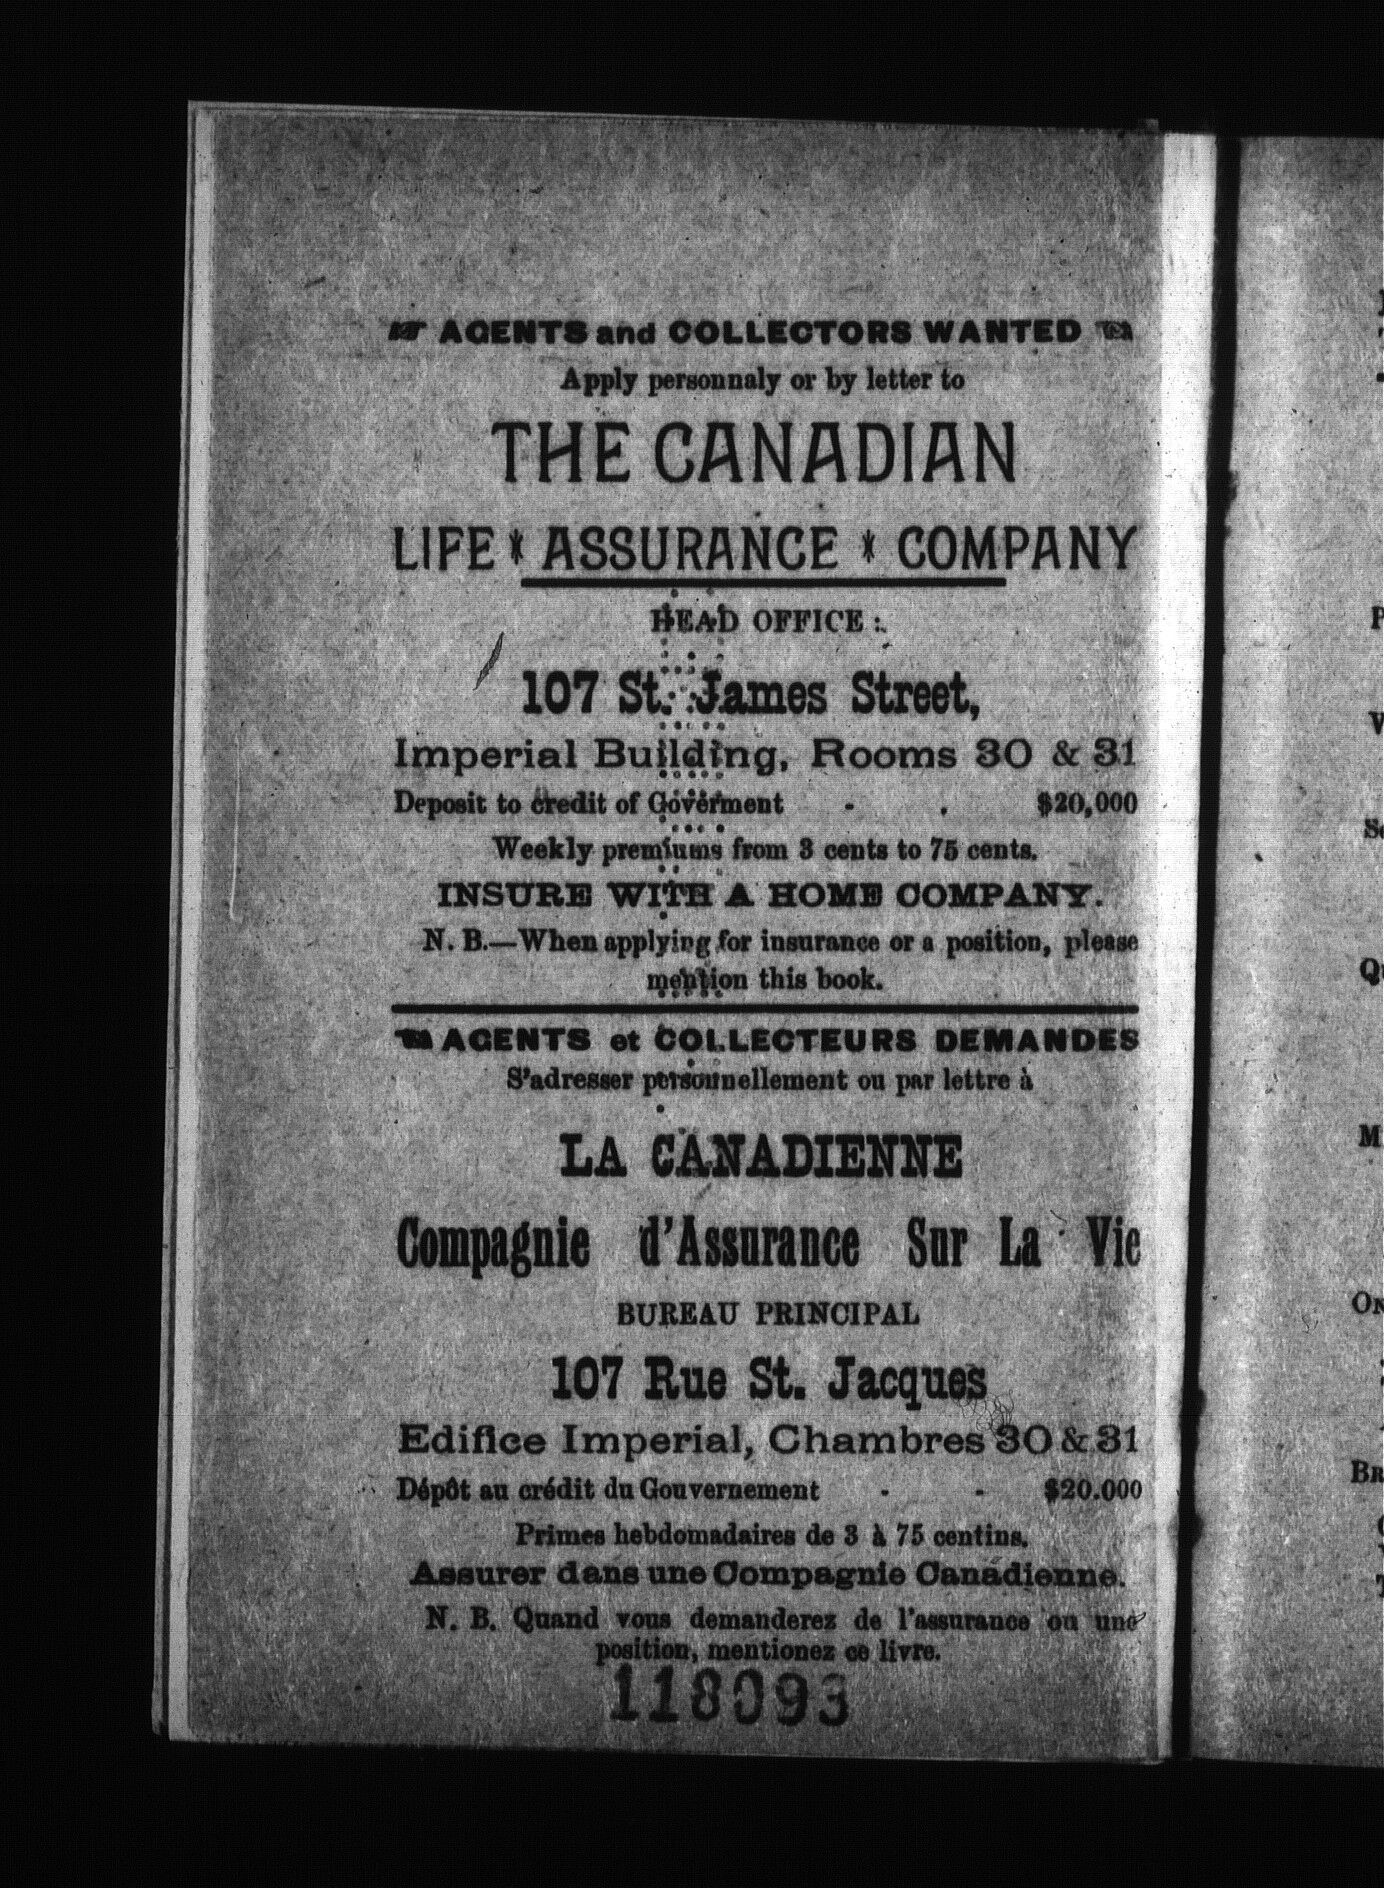 AGENTS and COLLECTORS WANTED
Apply personnaly or by letter to
THE CANADIAN
LIFE * ASSURANCE * COMPANY
HEAD OFFICE :
107 St. James Street,
Imperial Building, Rooms 30 & 31
Deposit to credit of Goverment - . $20,000
Weekly premiums from 3 cents to 75 cents.
INSURE WITH A HOME COMPANY.
N. B.—When applying for insurance or a position, please
mention this book.
AGENTS et COLLECTEURS DEMANDES
S'adresser personnellement ou par lettre à
LA CANADIENNE
Compagnie d'Assurance Sur La Vie
BUREAU PRINCIPAL
107 Rue St. Jacques
Edifice Imperial, Chambres 30 & 31
Dépôt au crédit du Gouvernement - - $20.000
Primes hebdomadaires de 3 à 75 centins.
Assurer dans une Compagnie Canadienne.
N. B. Quand vous demanderez de l'assurance ou une
position, mentionez ce livre.
118093